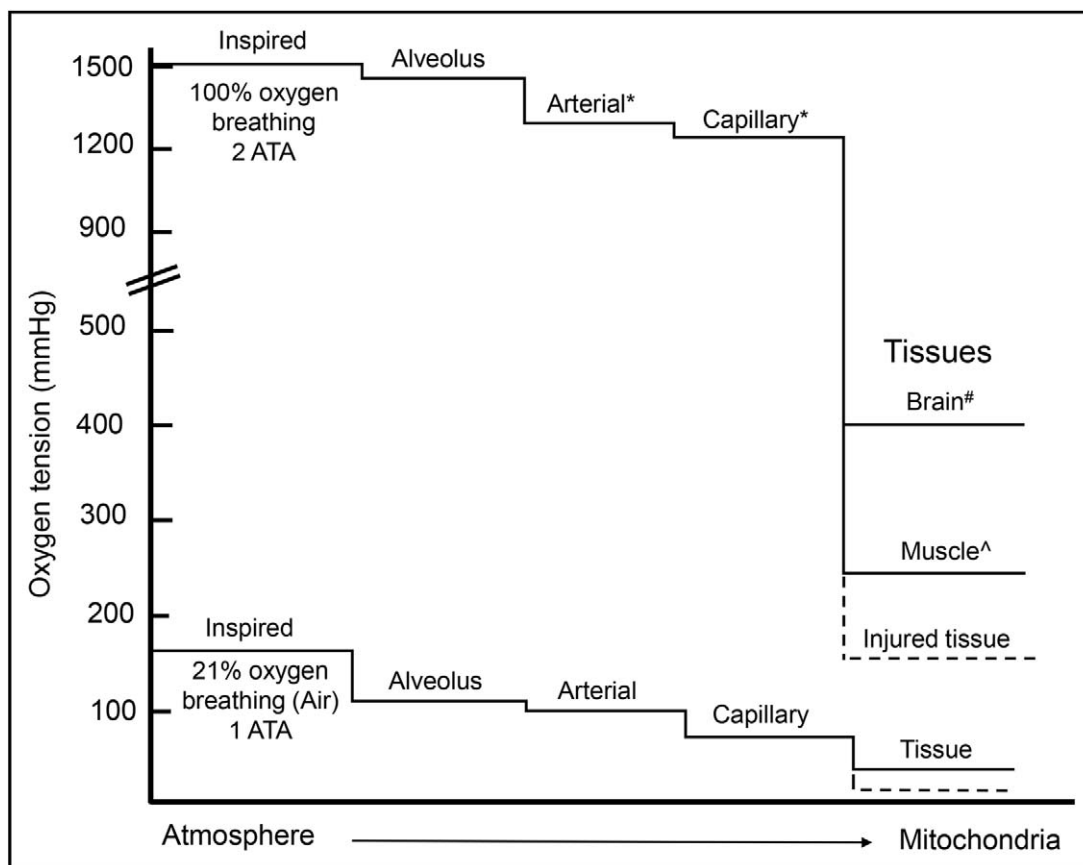 Oxygen tension (mmHg)
1500
1200
900
500
400
300
200
100
Inspired
100% oxygen
breathing
2 ATA
Alveolus
Arterial*
Capillary*
Tissues
Brain#
Muscle^
Injured tissue
Inspired
21% oxygen
breathing (Air)
1 ATA
Alveolus
Arterial
Capillary
Tissue
Atmosphere
Mitochondria